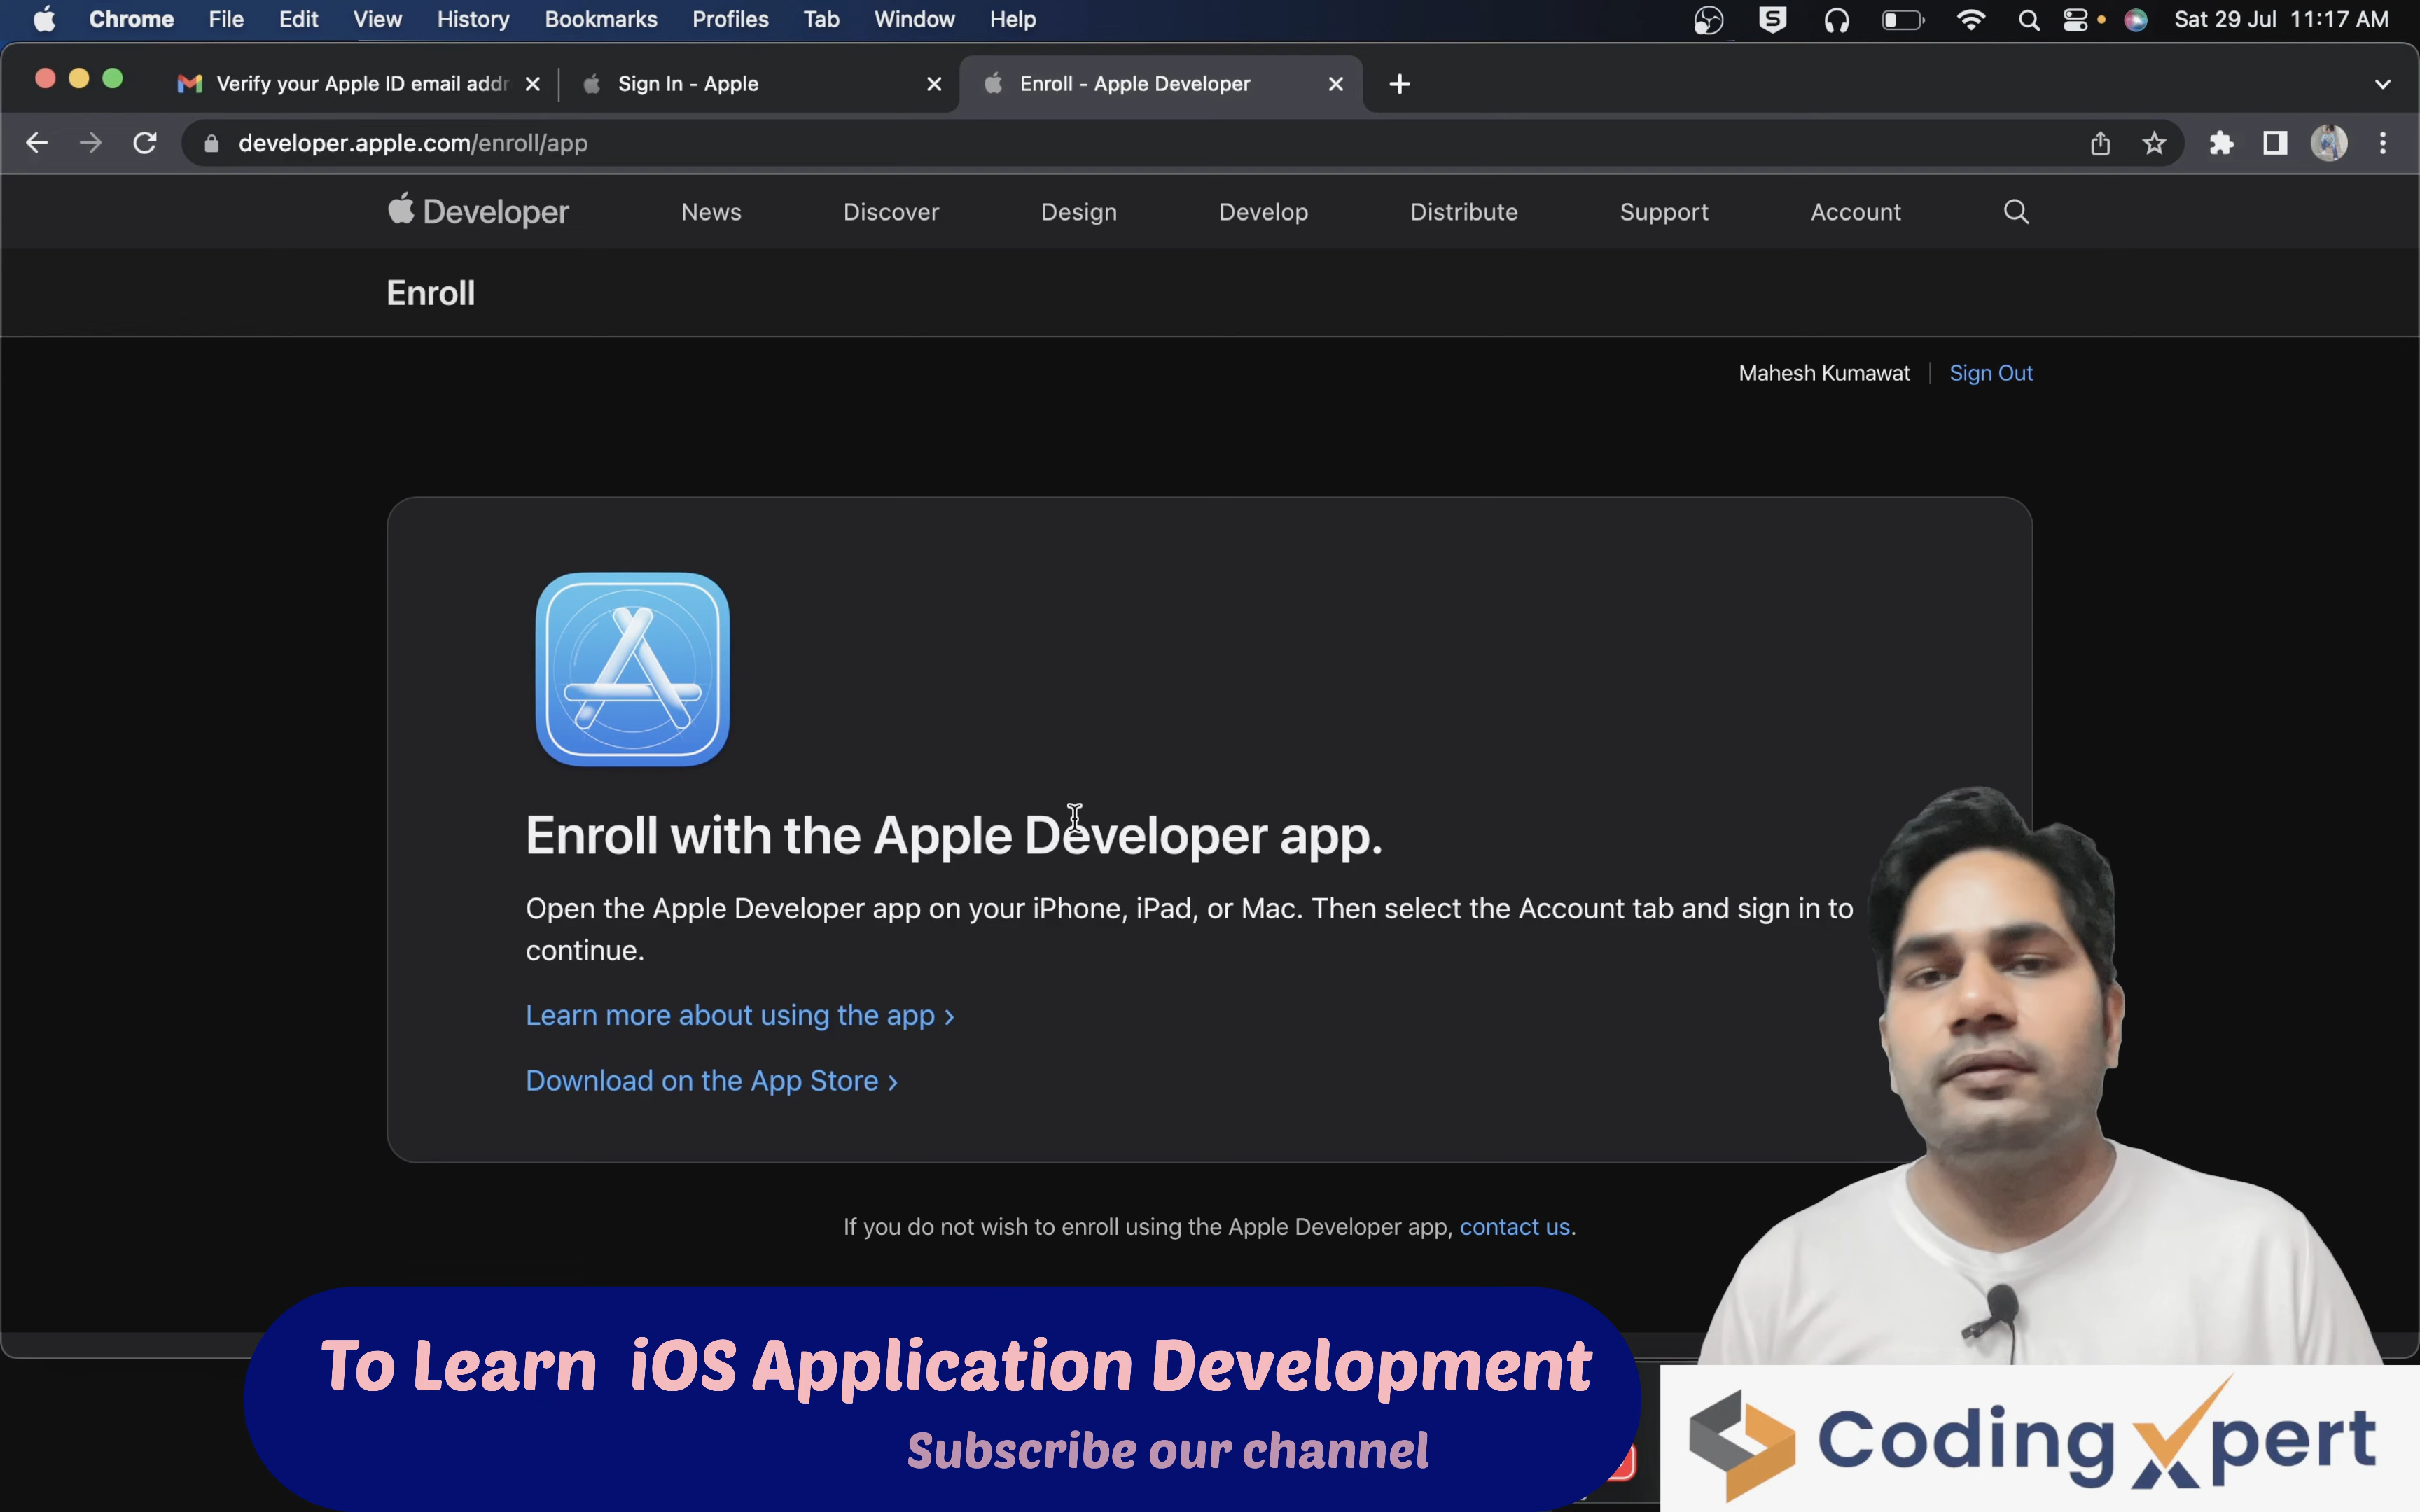 Chrome File Edit View History Bookmarks Profiles Tab Window Help Sat 29 Jul 11:17 AM
Verify your Apple ID email addr Sign In - Apple Enroll - Apple Developer
developer.apple.com/enroll/app
Developer News Discover Design Develop Distribute Support Account
Enroll
Mahesh Kumawat Sign Out
Enroll with the Apple Developer app.
Open the Apple Developer app on your iPhone, iPad, or Mac. Then select the Account tab and sign in to
continue.
Learn more about using the app ›
Download on the App Store ›
If you do not wish to enroll using the Apple Developer app, contact us.
To Learn iOS Application Development
Subscribe our channel
Coding Xpert